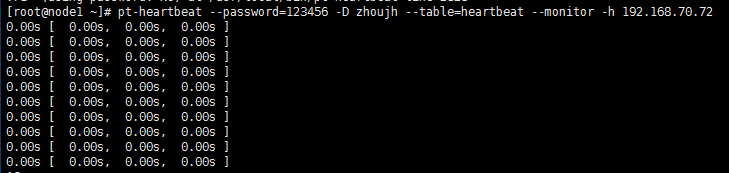 [root@node1 ~]# pt-heartbeat --password=123456 -D zhoujh --table=heartbeat --monitor -h 192.168.70.72
0.00s [  0.00s,  0.00s,  0.00s ]
0.00s [  0.00s,  0.00s,  0.00s ]
0.00s [  0.00s,  0.00s,  0.00s ]
0.00s [  0.00s,  0.00s,  0.00s ]
0.00s [  0.00s,  0.00s,  0.00s ]
0.00s [  0.00s,  0.00s,  0.00s ]
0.00s [  0.00s,  0.00s,  0.00s ]
0.00s [  0.00s,  0.00s,  0.00s ]
0.00s [  0.00s,  0.00s,  0.00s ]
0.00s [  0.00s,  0.00s,  0.00s ]